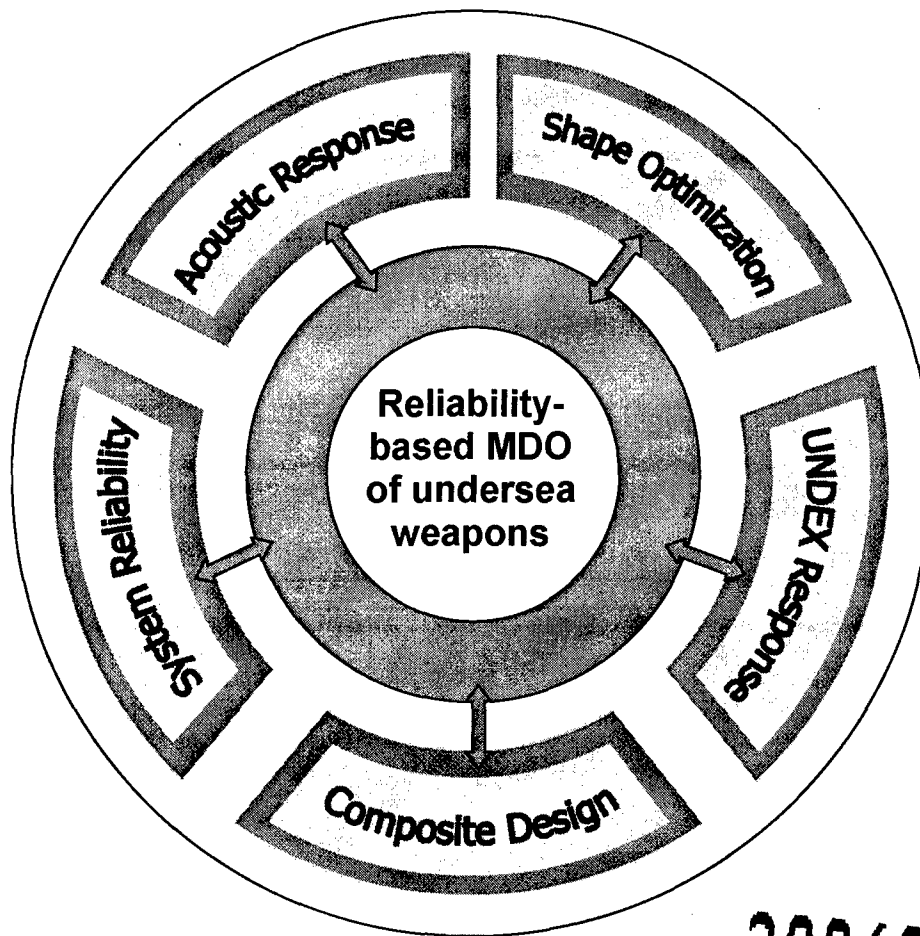 Acoustic Response
Shape Optimization
UNDEX Response
Composite Design
System Reliability
Reliability-
based MDO
of undersea
weapons